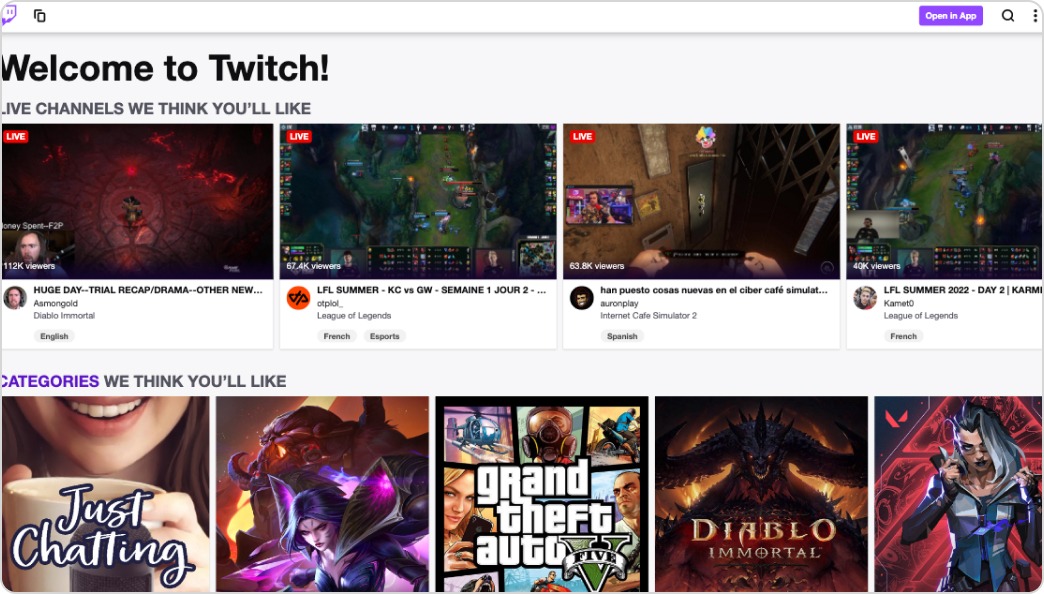 Open in App
Welcome to Twitch!
LIVE CHANNELS WE THINK YOU'LL LIKE
LIVE
LIVE
LIVE
LIVE
Money Spent--F2P
112K viewers
67.4K viewers
63.8K viewers
40K viewers
HUGE DAY--TRIAL RECAP/DRAMA--OTHER NEW...
Asmongold
Diablo Immortal
English
LFL SUMMER - KC vs GW - SEMAINE 1 JOUR 2 - ...
otplol_
League of Legends
French Esports
han puesto cosas nuevas en el ciber café simulat...
auronplay
Internet Cafe Simulator 2
Spanish
LFL SUMMER 2022 - DAY 2 | KARMI
Kamet0
League of Legends
French
CATEGORIES WE THINK YOU'LL LIKE
Just
Chatting
grand
theft
auto
FIVE
V
DIABLO
IMMORTAL